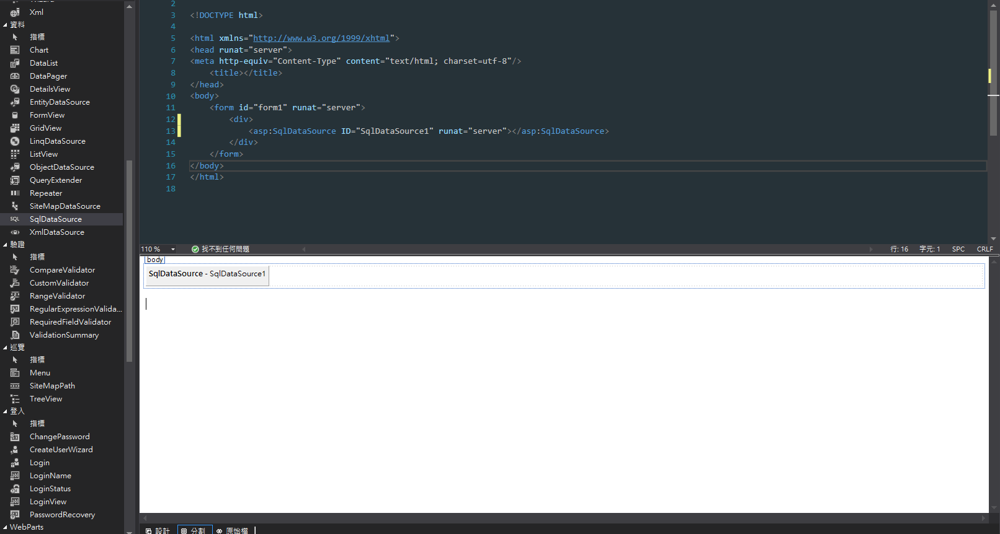 Xml
資料
指標
Chart
DataList
DataPager
DetailsView
EntityDataSource
FormView
GridView
LinqDataSource
ListView
ObjectDataSource
QueryExtender
Repeater
SiteMapDataSource
SQL SqlDataSource
XmlDataSource
驗證
指標
CompareValidator
CustomValidator
RangeValidator
RegularExpressionValida...
RequiredFieldValidator
ValidationSummary
巡覽
指標
Menu
SiteMapPath
TreeView
登入
指標
ChangePassword
CreateUserWizard
Login
LoginName
LoginStatus
LoginView
PasswordRecovery
WebParts
2
3 <!DOCTYPE html>
4
5 <html xmlns="http://www.w3.org/1999/xhtml">
6 <head runat="server">
7 <meta http-equiv="Content-Type" content="text/html; charset=utf-8"/>
8 <title></title>
9 </head>
10 <body>
11 <form id="form1" runat="server">
12 <div>
13 <asp:SqlDataSource ID="SqlDataSource1" runat="server"></asp:SqlDataSource>
14 </div>
15 </form>
16 </body>
17 </html>
18
110 % 找不到任何問題 行: 16 字元: 1 SPC CRLF
body
SqlDataSource - SqlDataSource1
設計 分割 原始檔